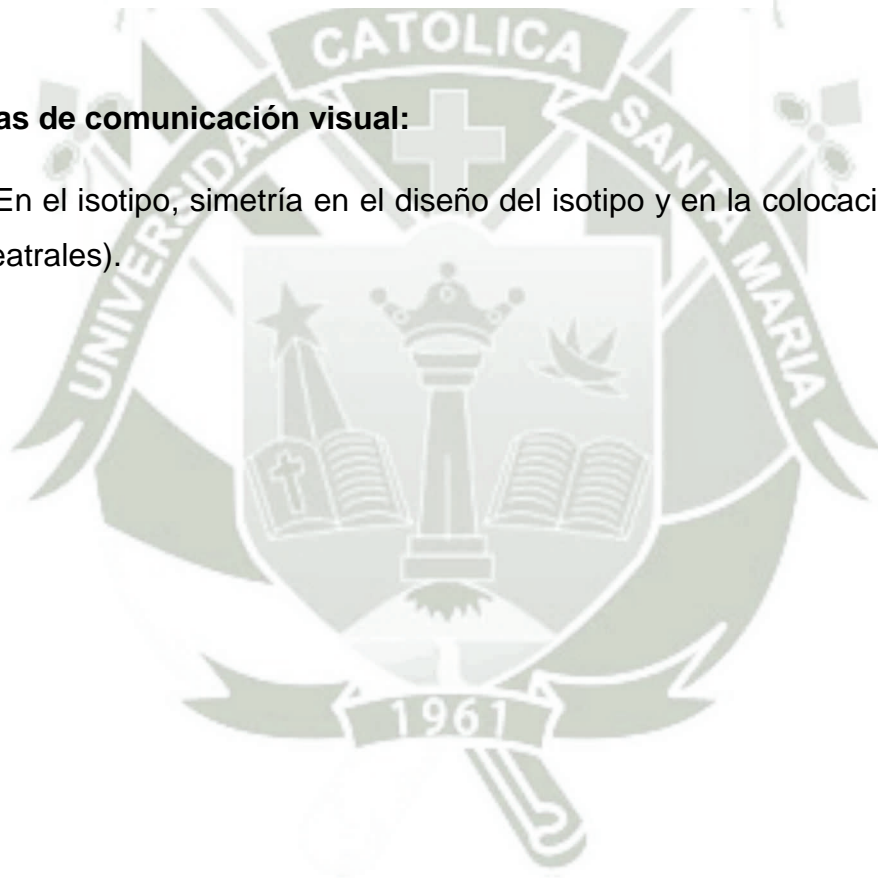 CATOLICA
UNIVERSIDAD
SANTA MARIA
as de comunicación visual:
En el isotipo, simetría en el diseño del isotipo y en la colocaci
eatrales).
1961